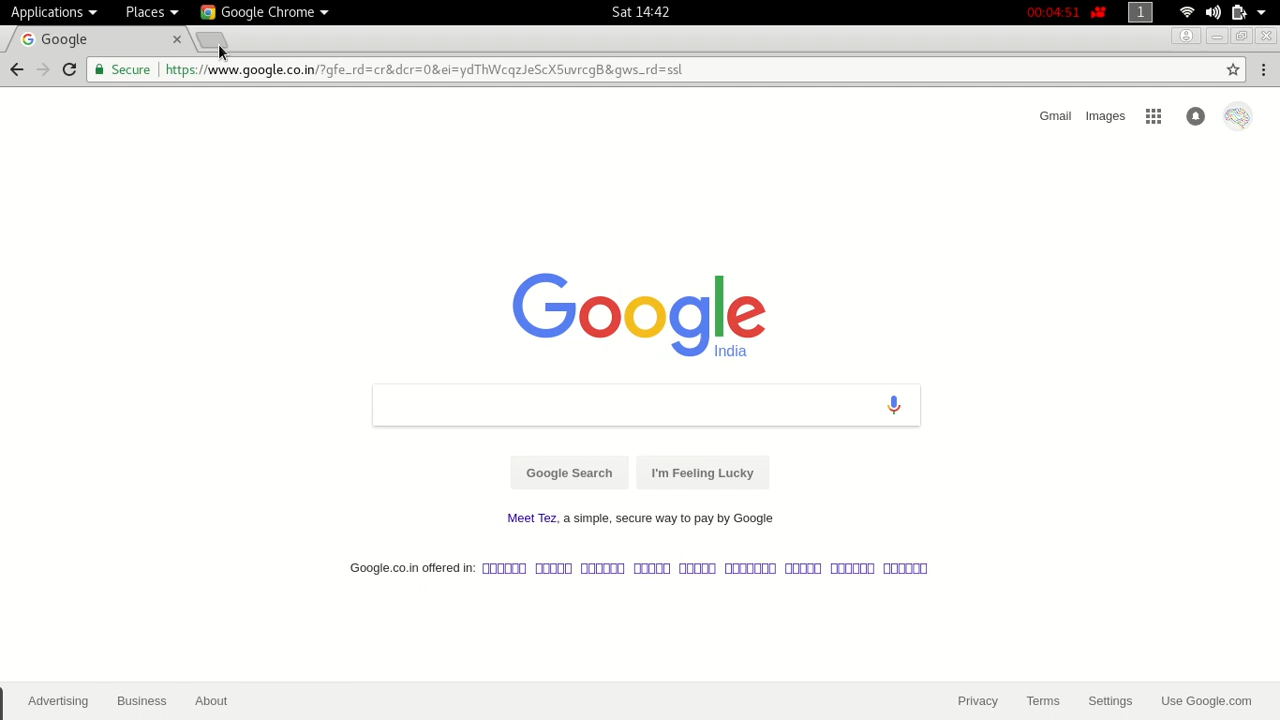 Applications Places Google Chrome Sat 14:42 00:04:51 1
Google
Secure https://www.google.co.in/?gfe_rd=cr&dcr=0&ei=ydThWcqzJeScX5uvrcgB&gws_rd=ssl
Gmail Images
Google
India
Google Search I'm Feeling Lucky
Meet Tez, a simple, secure way to pay by Google
Google.co.in offered in:
Advertising Business About Privacy Terms Settings Use Google.com